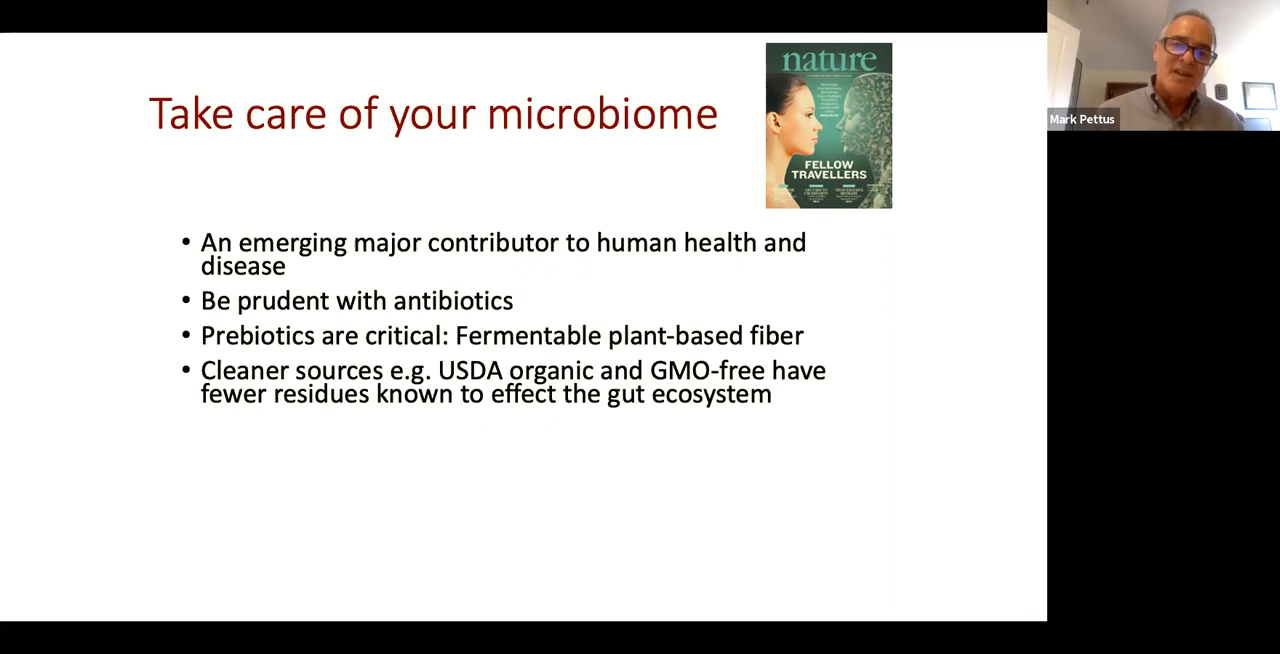 Take care of your microbiome
nature
FELLOW
TRAVELLERS
• An emerging major contributor to human health and
disease
• Be prudent with antibiotics
• Prebiotics are critical: Fermentable plant-based fiber
• Cleaner sources e.g. USDA organic and GMO-free have
fewer residues known to effect the gut ecosystem
Mark Pettus